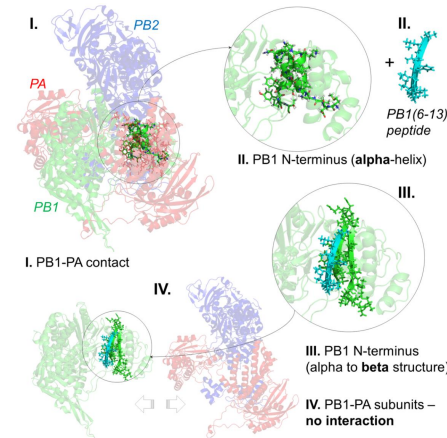 I.
PB2
II.
PA
+
PB1(6-13)
peptide
II. PB1 N-terminus (alpha-helix)
PB1
III.
I. PB1-PA contact
IV.
III. PB1 N-terminus
(alpha to beta structure)
IV. PB1-PA subunits –
no interaction